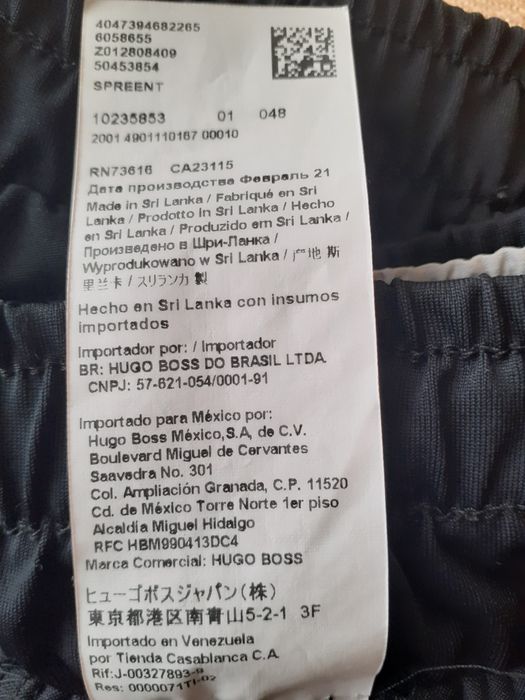 4047394682265
6058655
Z012808409
50453854
SPREENT
10235853 01 048
2001 4901110167 00010
RN73616 CA23115
Дата производства Февраль 21
Made in Sri Lanka / Fabriqué en Sri
Lanka / Prodotto in Sri Lanka / Hecho
en Sri Lanka / Produzido em Sri Lanka /
Произведено в Шри-Ланка /
Wyprodukowano w Sri Lanka / 产地 斯
里兰卡 / スリランカ 製
Hecho en Sri Lanka con insumos
importados
Importador por: / Importador
BR: HUGO BOSS DO BRASIL LTDA
CNPJ: 57-621-054/0001-91
Importado para México por:
Hugo Boss México,S.A, de C.V.
Boulevard Miguel de Cervantes
Saavedra No. 301
Col. Ampliación Granada, C.P. 11520
Cd. de México Torre Norte 1er piso
Alcaldía Miguel Hidalgo
RFC HBM990413DC4
Marca Comercial: HUGO BOSS
ヒューゴボスジャパン(株)
東京都港区南青山5-2-1 3F
Importado en Venezuela
por Tienda Casablanca C.A.
Rif:J-00327893-9
Res: 0000071TI-02